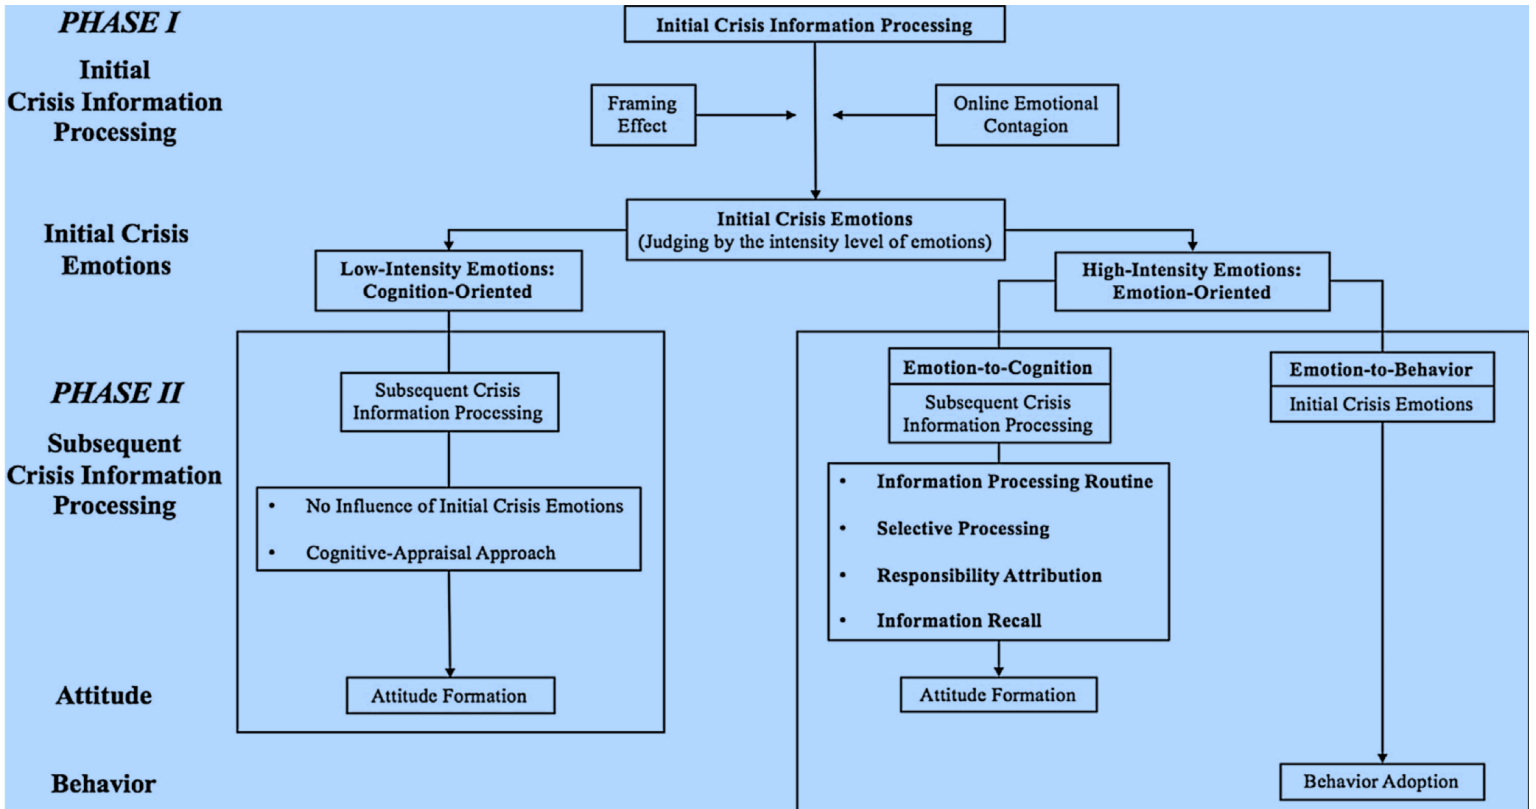 PHASE I
Initial
Crisis Information
Processing
Initial Crisis Information Processing
Framing
Effect
Online Emotional
Contagion
Initial Crisis
Emotions
Initial Crisis Emotions
(Judging by the intensity level of emotions)
Low-Intensity Emotions:
Cognition-Oriented
High-Intensity Emotions:
Emotion-Oriented
PHASE II
Subsequent
Crisis Information
Processing
Subsequent Crisis
Information Processing
• No Influence of Initial Crisis Emotions
• Cognitive-Appraisal Approach
Emotion-to-Cognition
Subsequent Crisis
Information Processing
• Information Processing Routine
• Selective Processing
• Responsibility Attribution
• Information Recall
Emotion-to-Behavior
Initial Crisis Emotions
Attitude
Attitude Formation
Attitude Formation
Behavior
Behavior Adoption